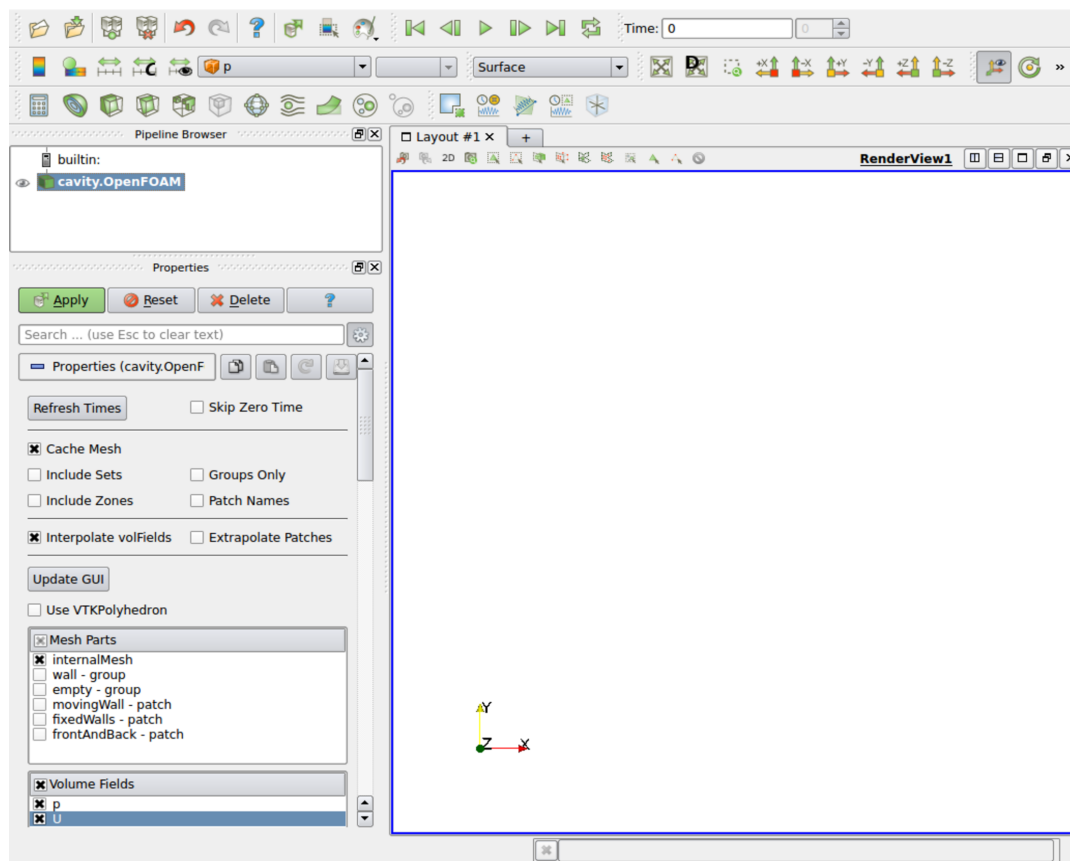 Time: 0 0
p Surface
+X -X +Y -Y +Z -Z »
Pipeline Browser
Layout #1 +
builtin:
2D RenderView1
cavity.OpenFOAM
Properties
Apply Reset Delete ?
Search ... (use Esc to clear text)
Properties (cavity.OpenF
Refresh Times Skip Zero Time
Cache Mesh
Include Sets Groups Only
Include Zones Patch Names
Interpolate volFields Extrapolate Patches
Update GUI
Use VTKPolyhedron
Mesh Parts
internalMesh
wall - group
empty - group
movingWall - patch
fixedWalls - patch
frontAndBack - patch
Volume Fields
p
U
Y
Z X